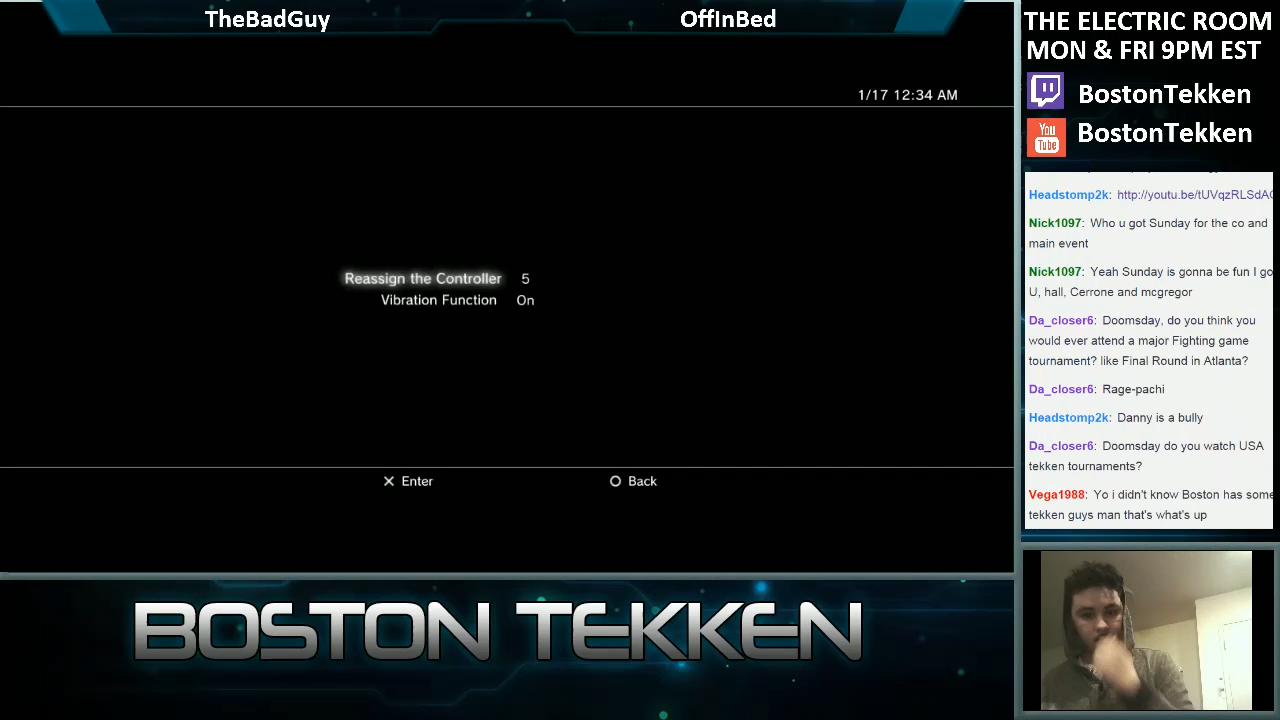 TheBadGuy
OffInBed
THE ELECTRIC ROOM
MON & FRI 9PM EST
BostonTekken
You
Tube
BostonTekken
1/17 12:34 AM
Reassign the Controller 5
Vibration Function On
Enter
Back
Headstomp2k: http://youtu.be/tUVqzRLSdA
Nick1097: Who u got Sunday for the co and
main event
Nick1097: Yeah Sunday is gonna be fun I go
U, hall, Cerrone and mcgregor
Da_closer6: Doomsday, do you think you
would ever attend a major Fighting game
tournament? like Final Round in Atlanta?
Da_closer6: Rage-pachi
Headstomp2k: Danny is a bully
Da_closer6: Doomsday do you watch USA
tekken tournaments?
Vega1988: Yo i didn't know Boston has some
tekken guys man that's what's up
BOSTON TEKKEN